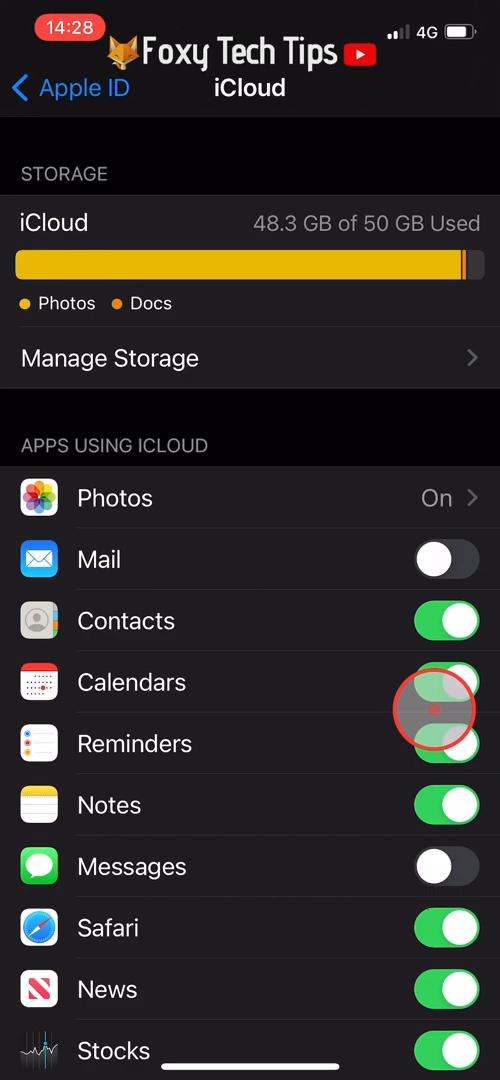 14:28
4G
Foxy Tech Tips
Apple ID
iCloud
STORAGE
iCloud
48.3 GB of 50 GB Used
Photos
Docs
Manage Storage
APPS USING ICLOUD
Photos
On
Mail
Contacts
Calendars
Reminders
Notes
Messages
Safari
News
Stocks